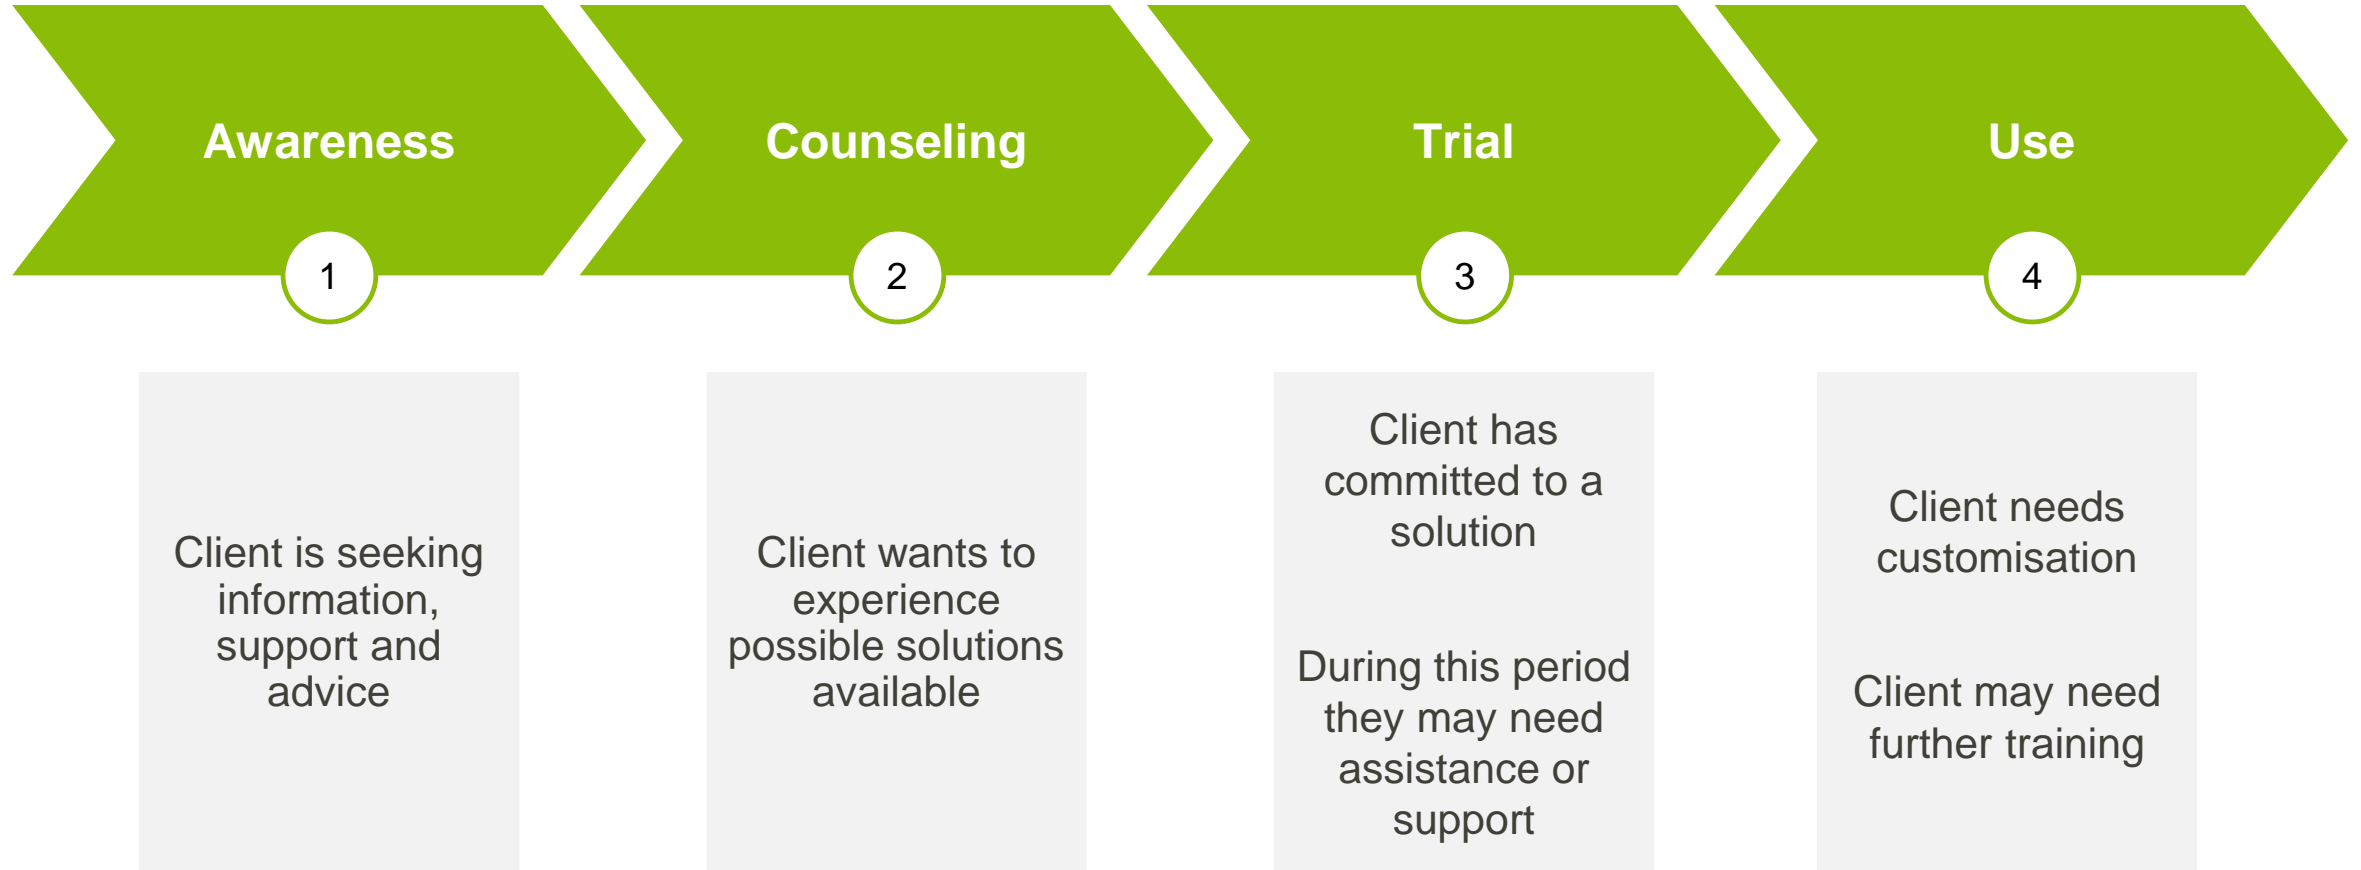 Awareness
Counseling
Trial
Use
1
2
3
4
Client is seeking
information,
support and
advice
Client wants to
experience
possible solutions
available
Client has
committed to a
solution
During this period
they may need
assistance or
support
Client needs
customisation
Client may need
further training